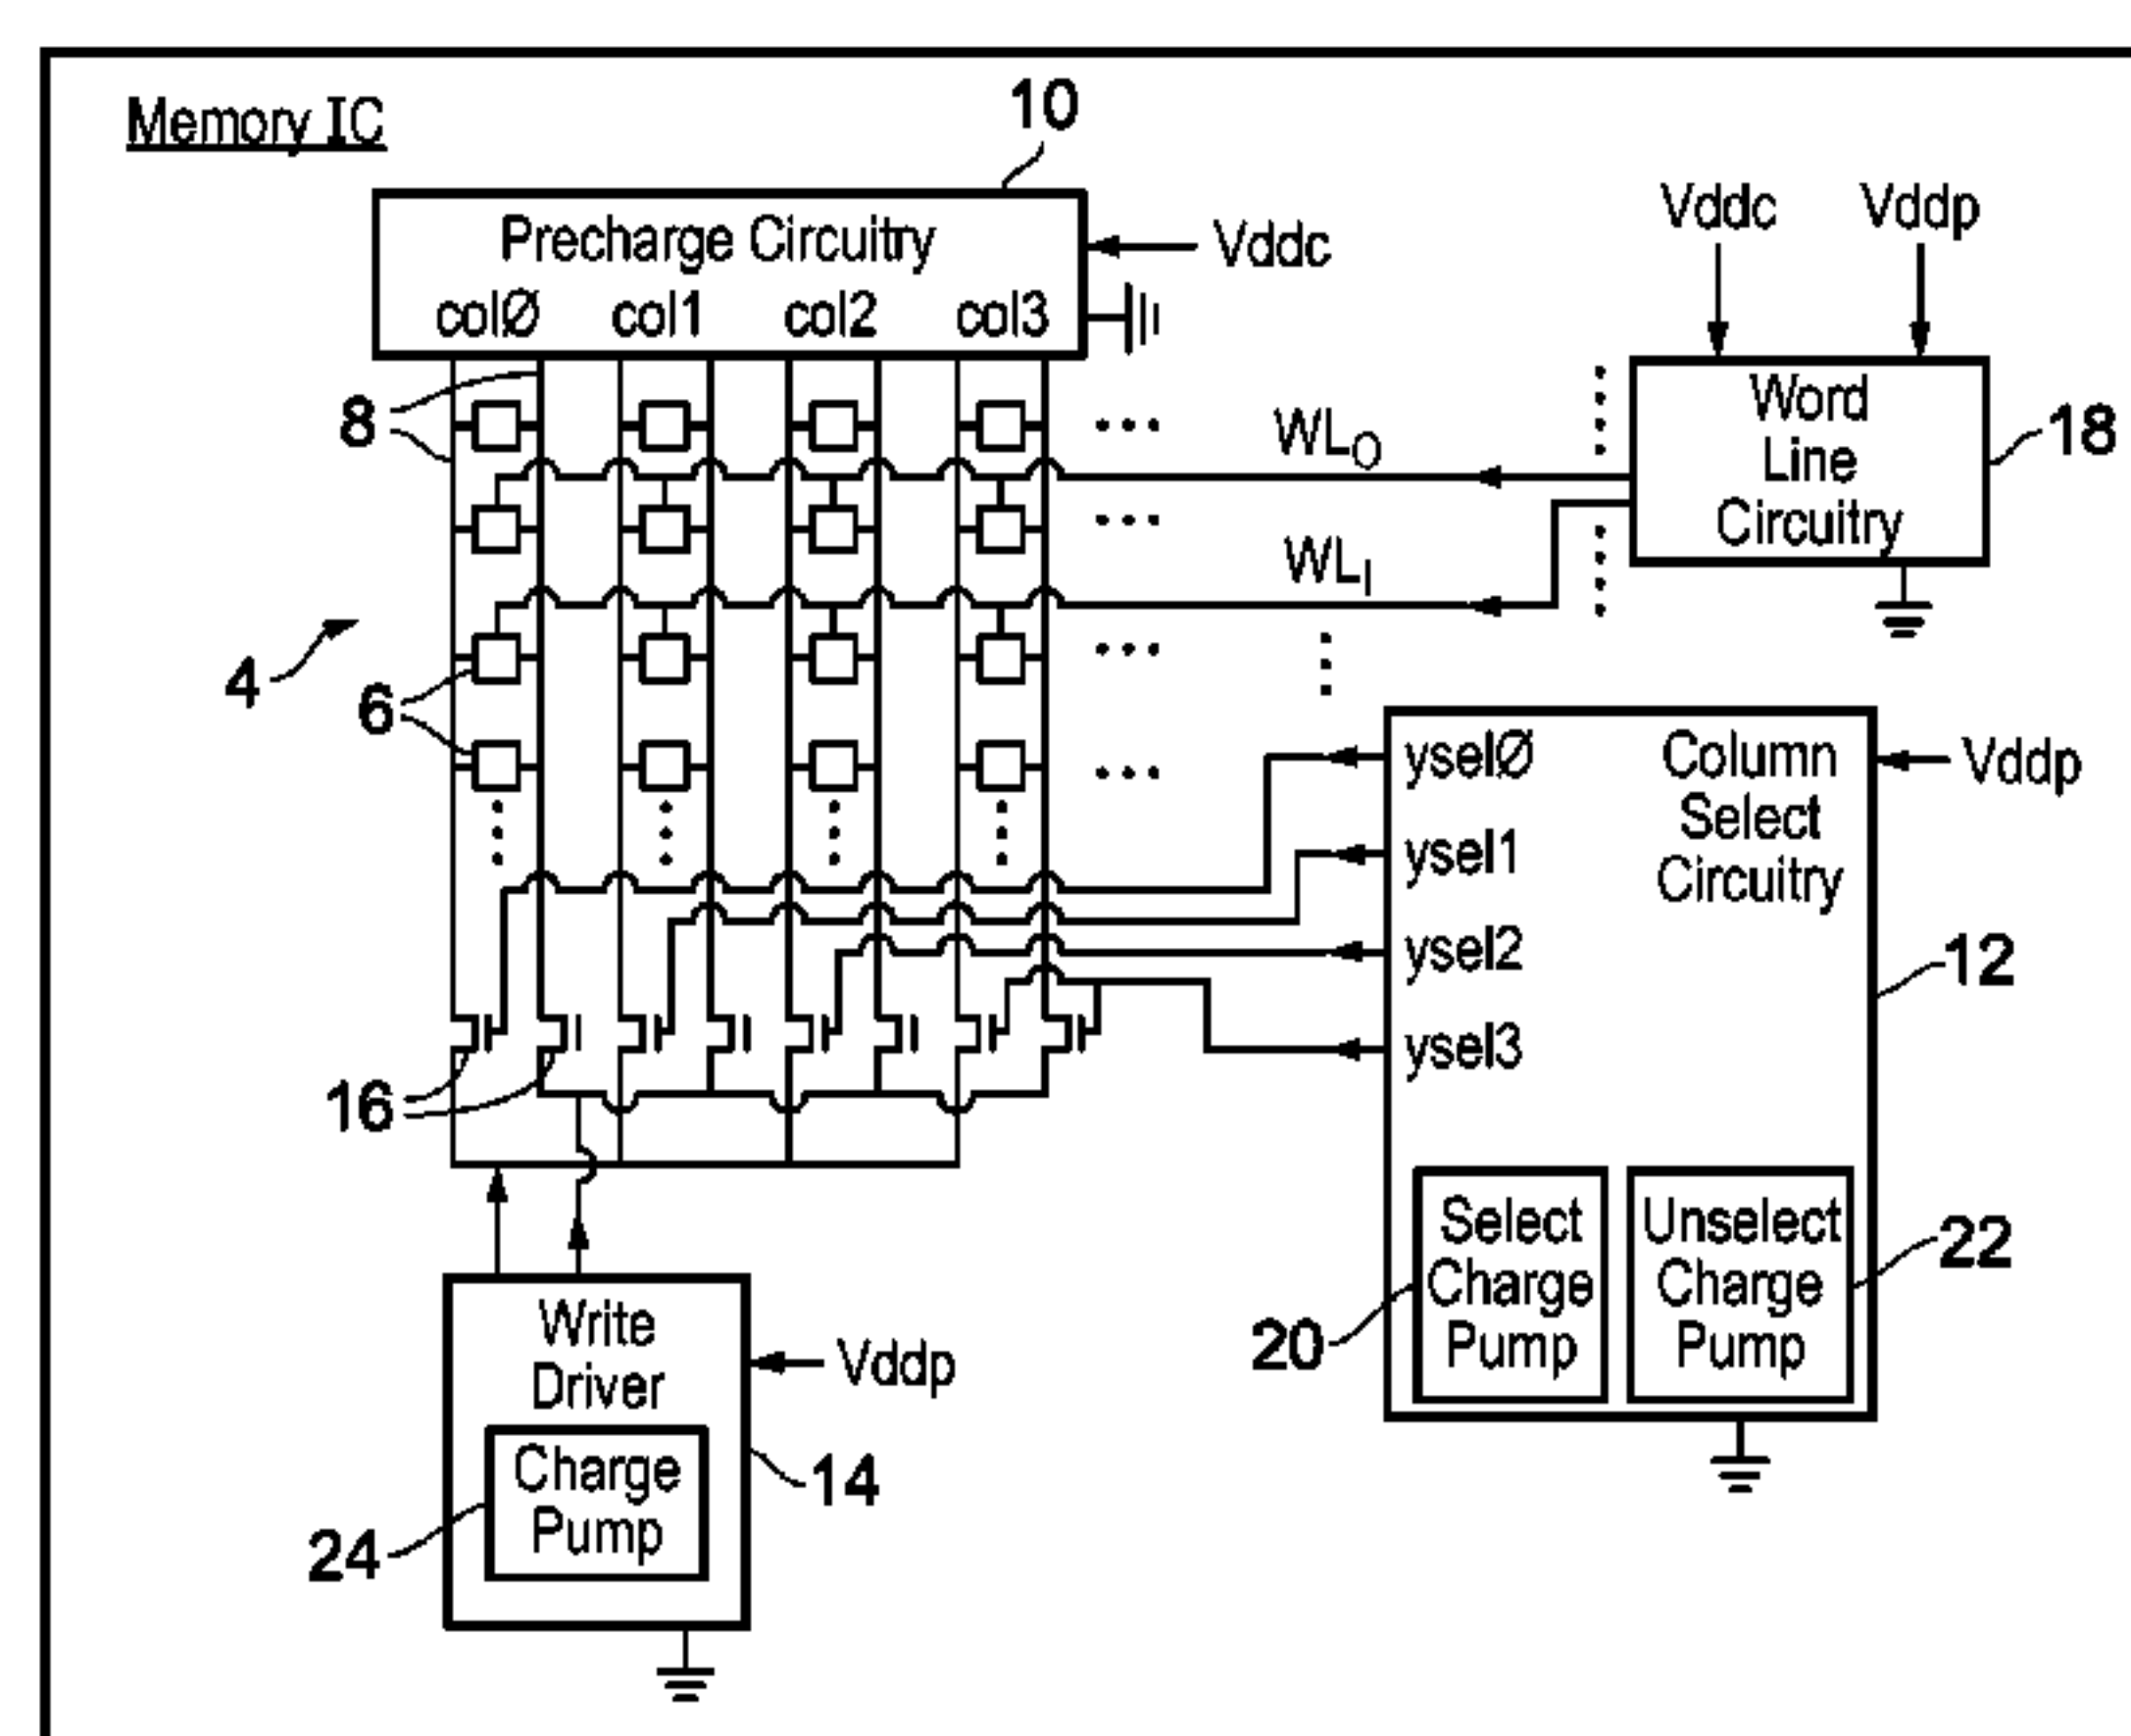 Memory IC
10
Precharge Circuitry
colØ col1 col2 col3
Vddc
Vddc Vddp
Word
Line
Circuitry
18
8
WLO
WLI
4
6
yselØ
ysel1
ysel2
ysel3
Column
Select
Circuitry
Vddp
12
16
Select
Charge
Pump
20
Unselect
Charge
Pump
22
Write
Driver
Vddp
Charge
Pump
14
24